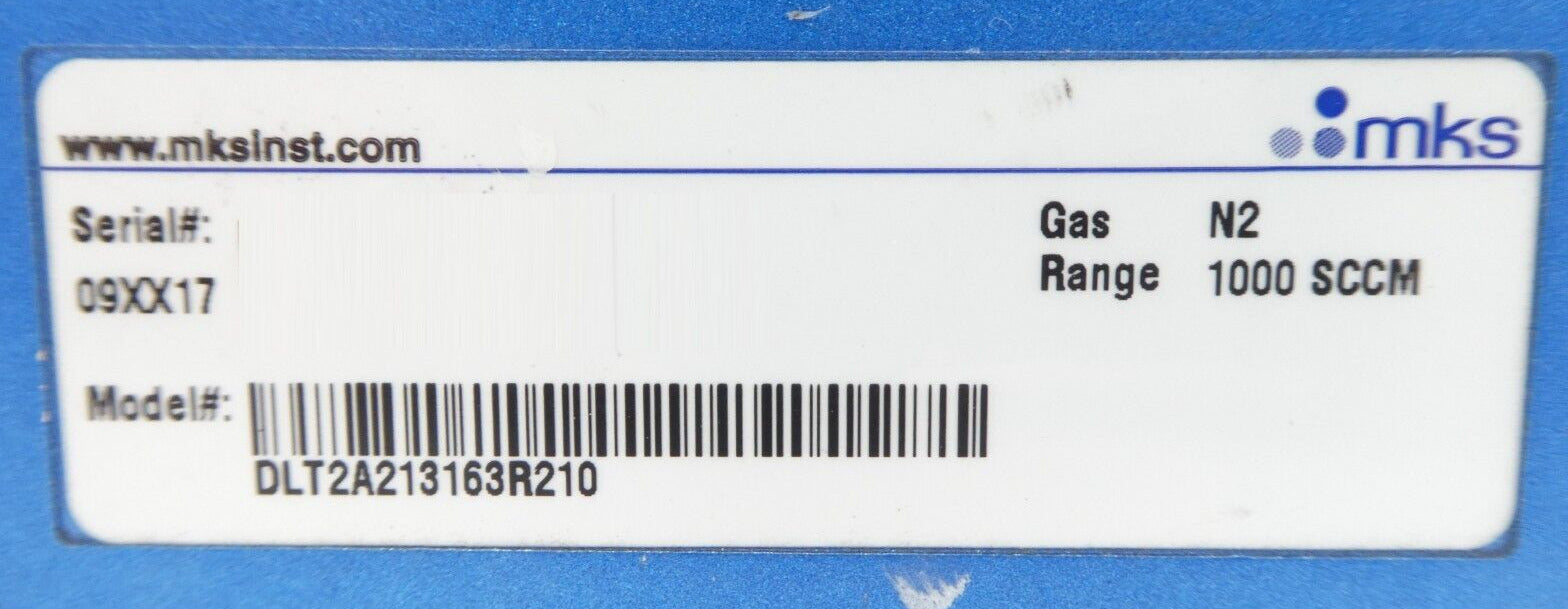 www.mksinst.com
mks
Serial#:
09XX17
Gas N2
Range 1000 SCCM
Model#:
DLT2A213163R210